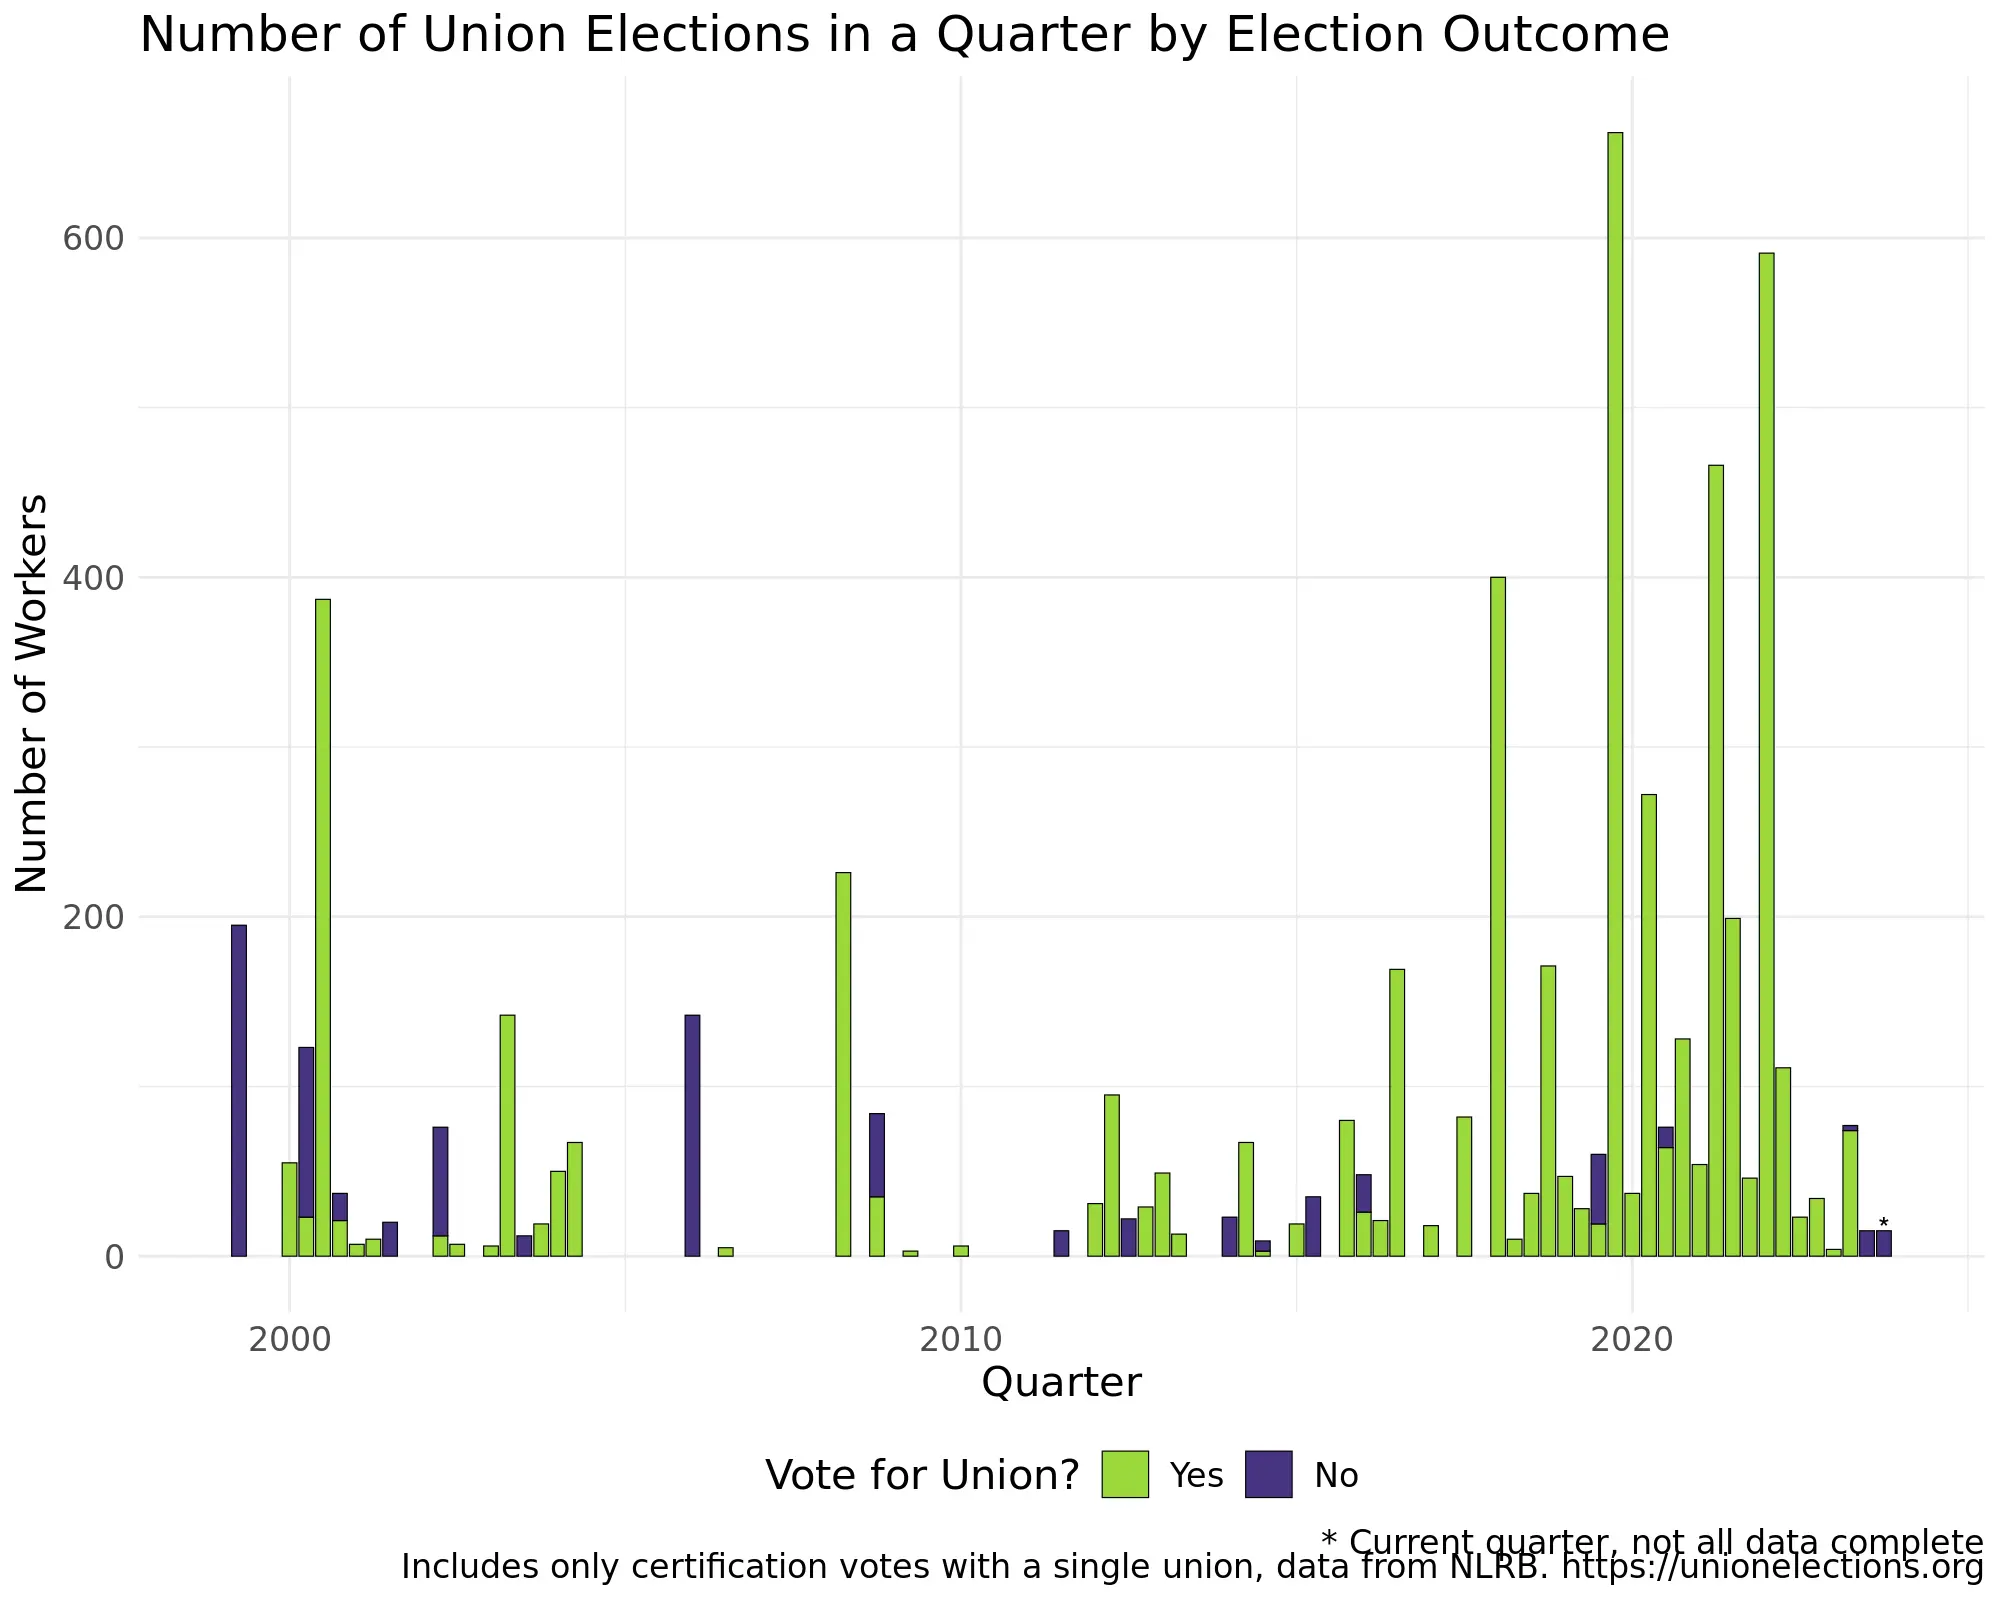 Number of Union Elections in a Quarter by Election Outcome
Number of Workers
600
400
200
0
*
2000
2010
2020
Quarter
Vote for Union?
Yes
No
* Current quarter, not all data complete
Includes only certification votes with a single union, data from NLRB. https://unionelections.org